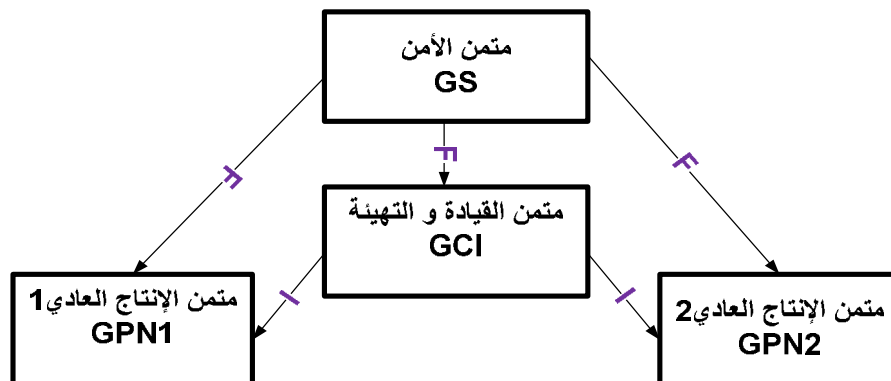 متمن الأمن
GS
F
F
F
متمن القيادة و التهيئة
GCI
I
I
متمن الإنتاج العادي1
GPN1
متمن الإنتاج العادي2
GPN2